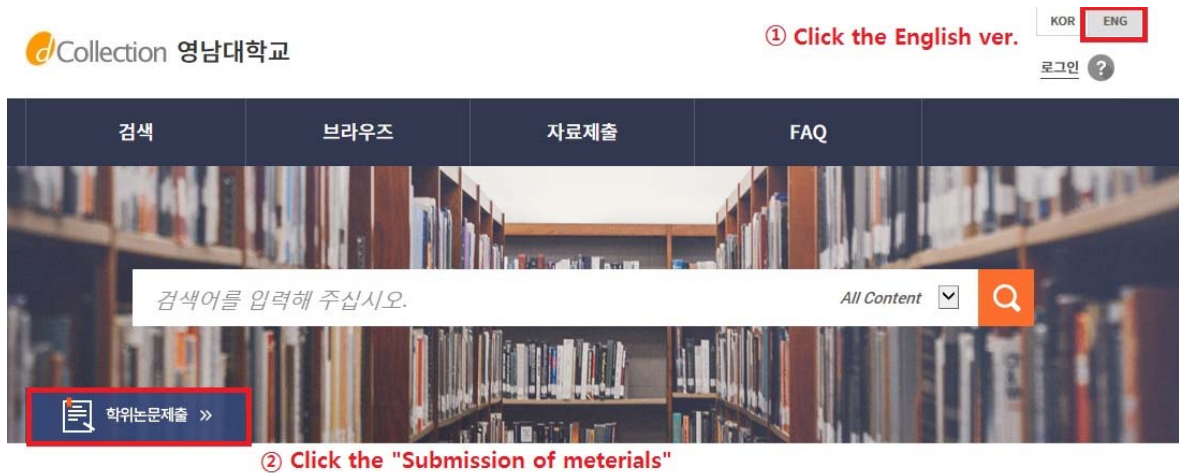 ① Click the English ver.
KOR ENG
dCollection 영남대학교
로그인 ?
검색 브라우즈 자료제출 FAQ
검색어를 입력해 주십시오. All Content
학위논문제출 »
② Click the "Submission of meterials"